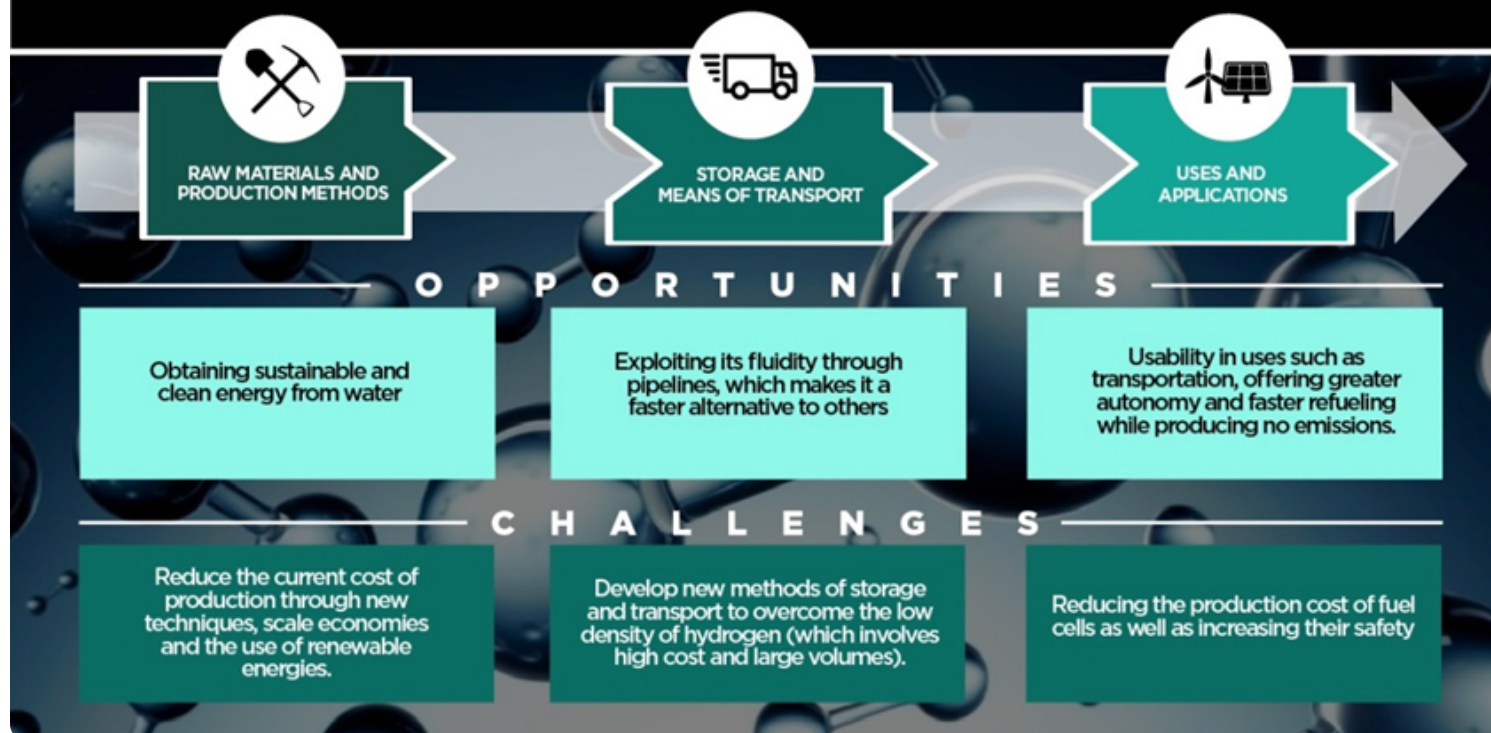 RAW MATERIALS AND
PRODUCTION METHODS
STORAGE AND
MEANS OF TRANSPORT
USES AND
APPLICATIONS
OPPORTUNITIES
Obtaining sustainable and
clean energy from water
Exploiting its fluidity through
pipelines, which makes it a
faster alternative to others
Usability in uses such as
transportation, offering greater
autonomy and faster refueling
while producing no emissions.
CHALLENGES
Reduce the current cost of
production through new
techniques, scale economies
and the use of renewable
energies.
Develop new methods of storage
and transport to overcome the low
density of hydrogen (which involves
high cost and large volumes).
Reducing the production cost of fuel
cells as well as increasing their safety